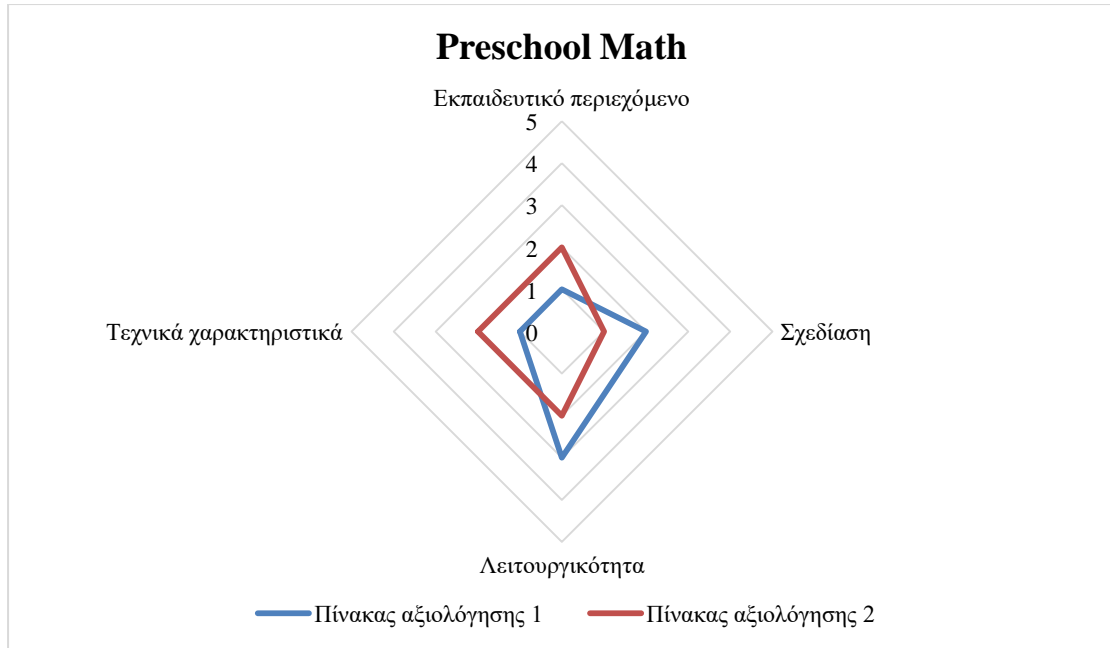 Preschool Math
Εκπαιδευτικό περιεχόμενο
5
4
3
2
1
0
Τεχνικά χαρακτηριστικά
Σχεδίαση
Λειτουργικότητα
Πίνακας αξιολόγησης 1
Πίνακας αξιολόγησης 2